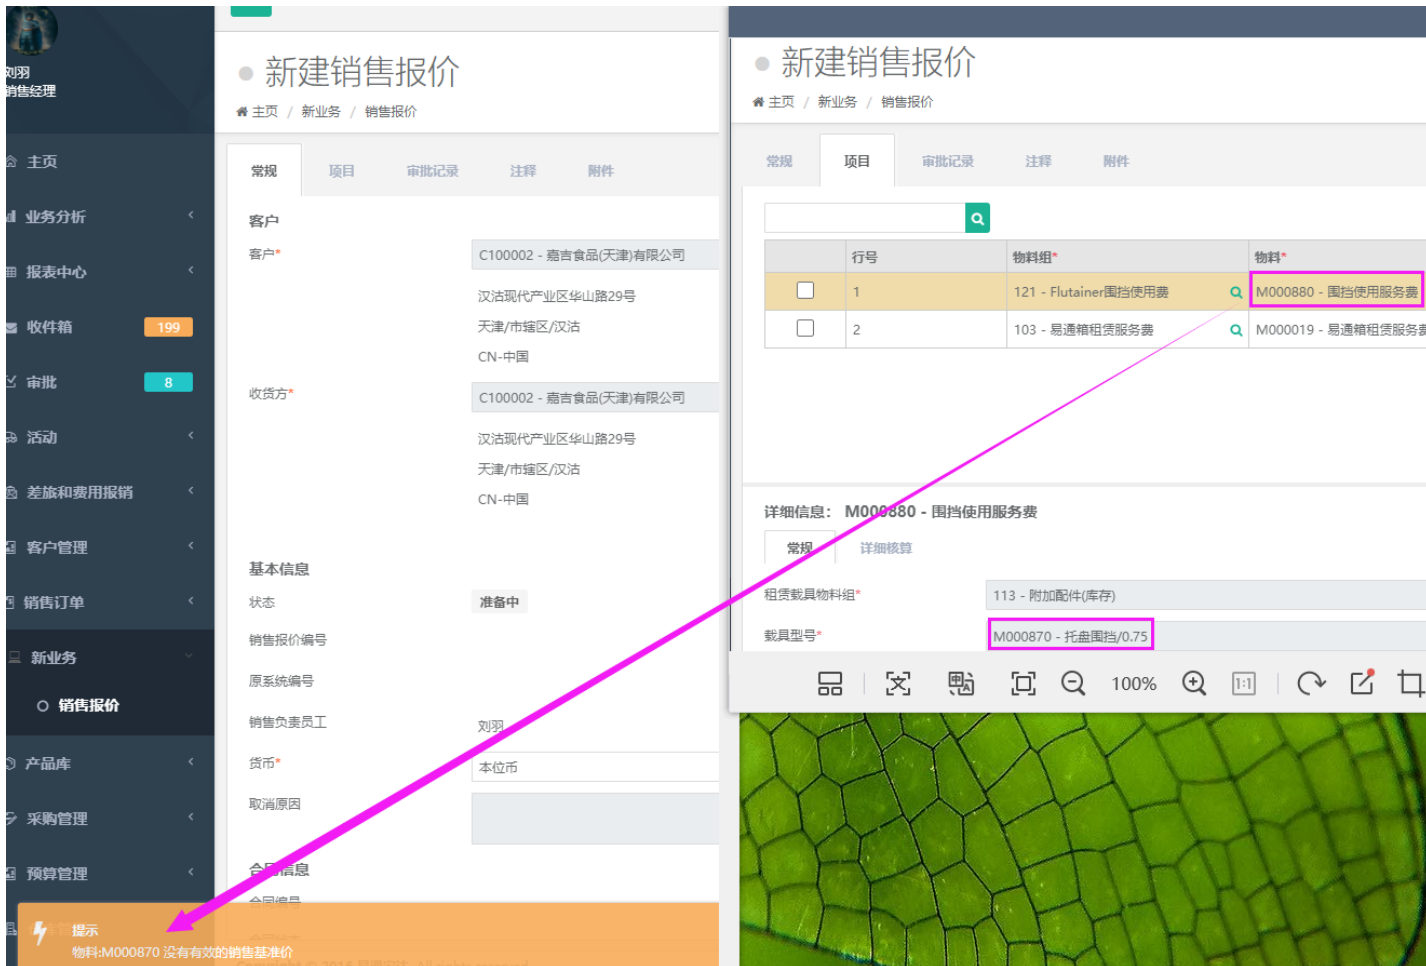 刘羽
销售经理
主页
业务分析
报表中心
收件箱 199
审批 8
活动
差旅和费用报销
客户管理
销售订单
新业务
销售报价
产品库
采购管理
预算管理
新建销售报价
主页 / 新业务 / 销售报价
常规 项目 审批记录 注释 附件
客户
客户* C100002 - 嘉吉食品(天津)有限公司
汉沽现代产业区华山路29号
天津/市辖区/汉沽
CN-中国
收货方* C100002 - 嘉吉食品(天津)有限公司
汉沽现代产业区华山路29号
天津/市辖区/汉沽
CN-中国
基本信息
状态 准备中
销售报价编号
原系统编号
销售负责员工 刘羽
货币* 本位币
取消原因
合同信息
合同编号
提示
物料:M000870 没有有效的销售基准价
新建销售报价
主页 / 新业务 / 销售报价
常规 项目 审批记录 注释 附件
行号 物料组* 物料*
1 121 - Flutainer围挡使用费 M000880 - 围挡使用服务费
2 103 - 易通箱租赁服务费 M000019 - 易通箱租赁服务费
详细信息: M000880 - 围挡使用服务费
常规 详细核算
租赁载具物料组* 113 - 附加配件(库存)
载具型号* M000870 - 托盘围挡/0.75
100% 1:1